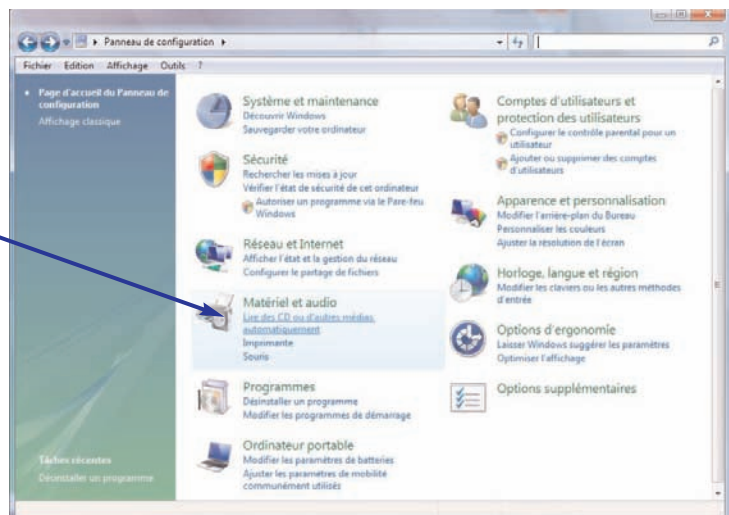 Panneau de configuration
Fichier Edition Affichage Outils ?
Page d'accueil du Panneau de
configuration
Affichage classique
Tâches récentes
Désinstaller un programme
Système et maintenance
Découvrir Windows
Sauvegarder votre ordinateur
Sécurité
Rechercher les mises à jour
Vérifier l'état de sécurité de cet ordinateur
Autoriser un programme via le Pare-feu
Windows
Réseau et Internet
Afficher l'état et la gestion du réseau
Configurer le partage de fichiers
Matériel et audio
Lire des CD ou d'autres médias
automatiquement
Imprimante
Souris
Programmes
Désinstaller un programme
Modifier les programmes de démarrage
Ordinateur portable
Modifier les paramètres de batteries
Ajuster les paramètres de mobilité
communément utilisés
Comptes d'utilisateurs et
protection des utilisateurs
Configurer le contrôle parental pour un
utilisateur
Ajouter ou supprimer des comptes
d'utilisateurs
Apparence et personnalisation
Modifier l'arrière-plan du Bureau
Personnaliser les couleurs
Ajuster la résolution de l'écran
Horloge, langue et région
Modifier les claviers ou les autres méthodes
d'entrée
Options d'ergonomie
Laisser Windows suggérer les paramètres
Optimiser l'affichage
Options supplémentaires